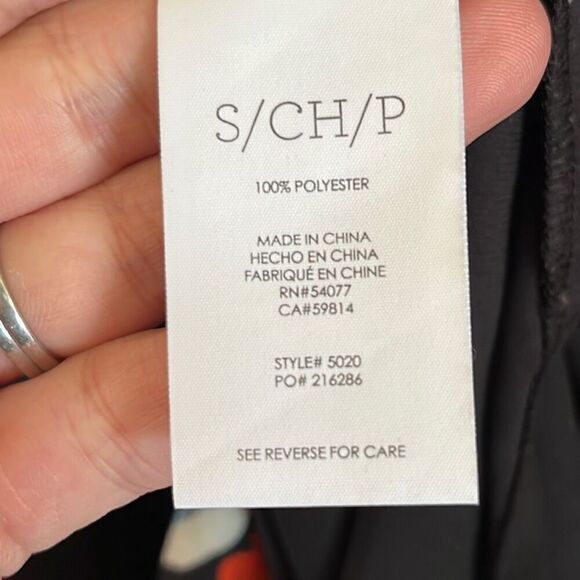 S/CH/P
100% POLYESTER
MADE IN CHINA
HECHO EN CHINA
FABRIQUÉ EN CHINE
RN#54077
CA#59814
STYLE# 5020
PO# 216286
SEE REVERSE FOR CARE